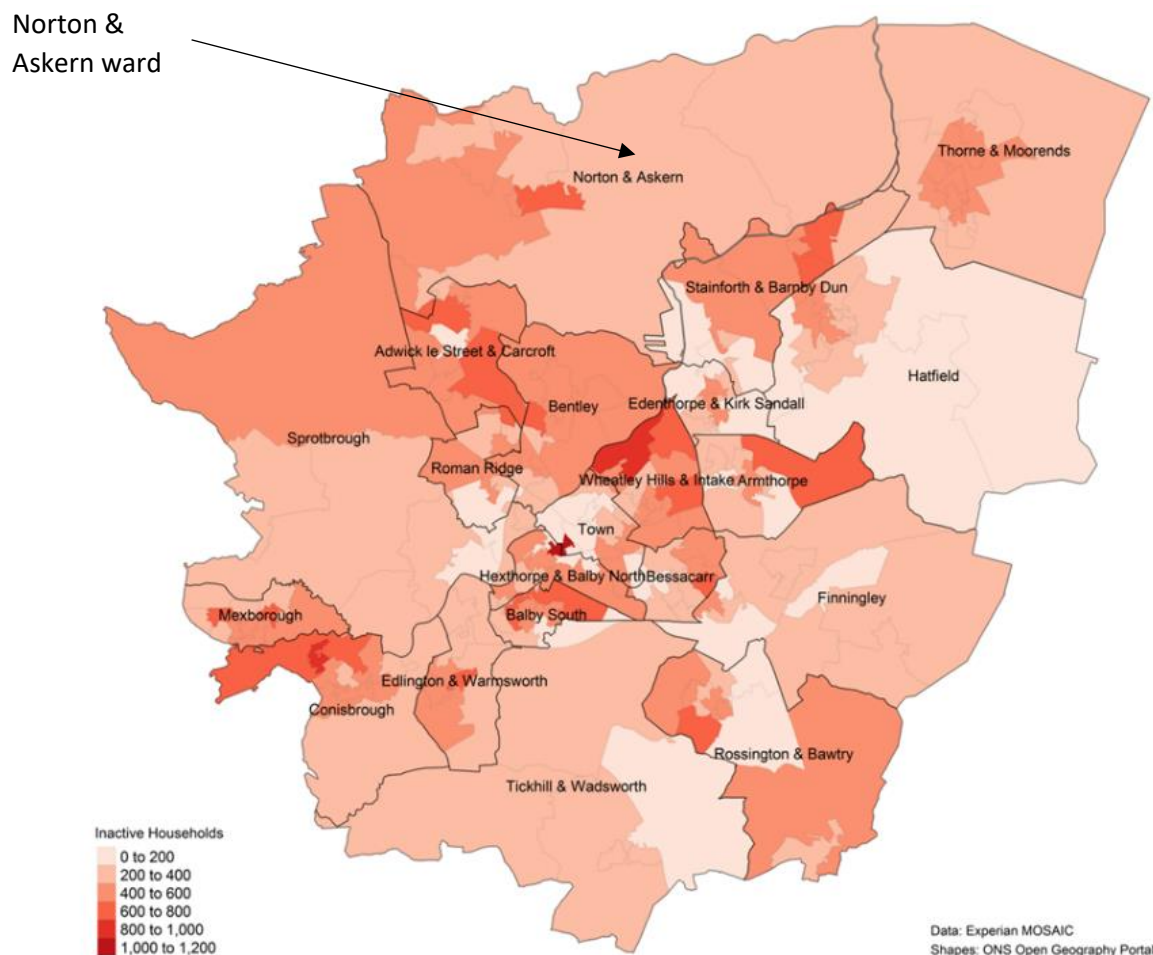 Norton &
Askern ward
Thorne & Moorends
Norton & Askern
Stainforth & Barnby Dun
Adwick le Street & Carcroft
Hatfield
Bentley
Edenthorpe & Kirk Sandall
Sprotbrough
Roman Ridge
Wheatley Hills & Intake
Armthorpe
Town
Hexthorpe & Balby North
Bessacarr
Finningley
Mexborough
Balby South
Edlington & Warmsworth
Conisbrough
Rossington & Bawtry
Tickhill & Wadsworth
Inactive Households
0 to 200
200 to 400
400 to 600
600 to 800
800 to 1,000
1,000 to 1,200
Data: Experian MOSAIC
Shapes: ONS Open Geography Portal